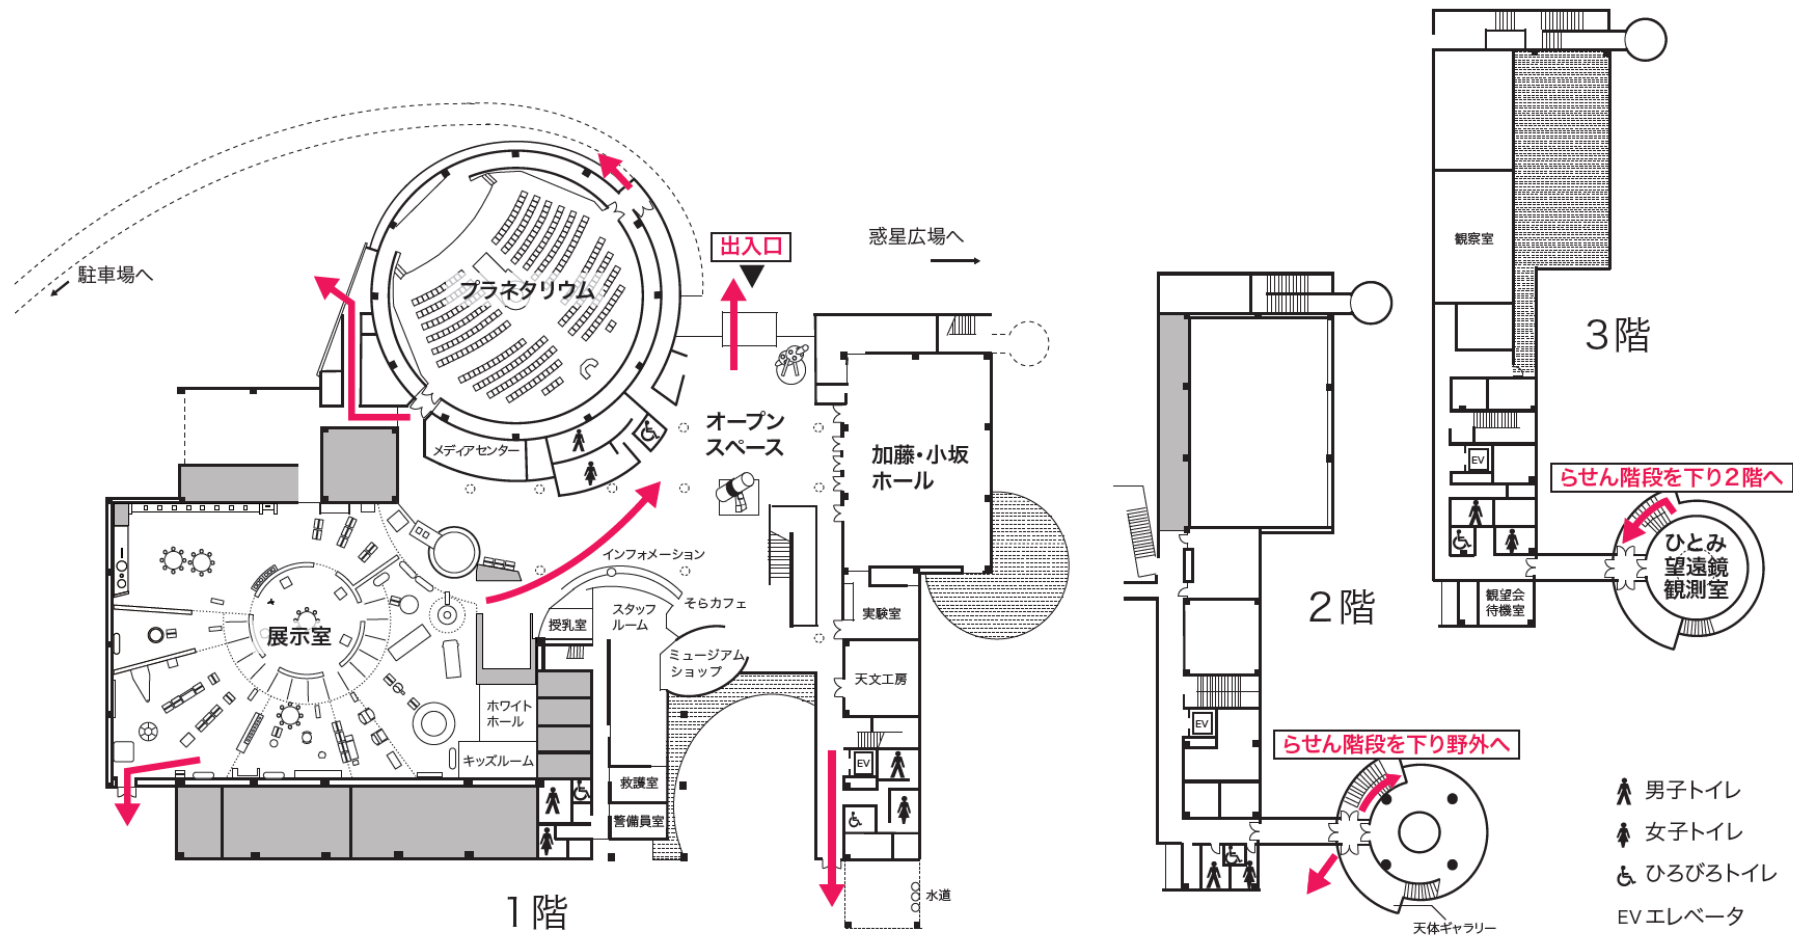 駐車場へ
出入口
惑星広場へ
プラネタリウム
メディアセンター
オープン
スペース
加藤・小坂
ホール
インフォメーション
そらカフェ
スタッフ
ルーム
授乳室
ミュージアム
ショップ
実験室
天文工房
展示室
ホワイト
ホール
キッズルーム
救護室
警備員室
EV
水道
1階
EV
2階
らせん階段を下り野外へ
天体ギャラリー
観察室
3階
EV
らせん階段を下り2階へ
ひとみ
望遠鏡
観測室
観望会
待機室
男子トイレ
女子トイレ
ひろびろトイレ
EV エレベータ